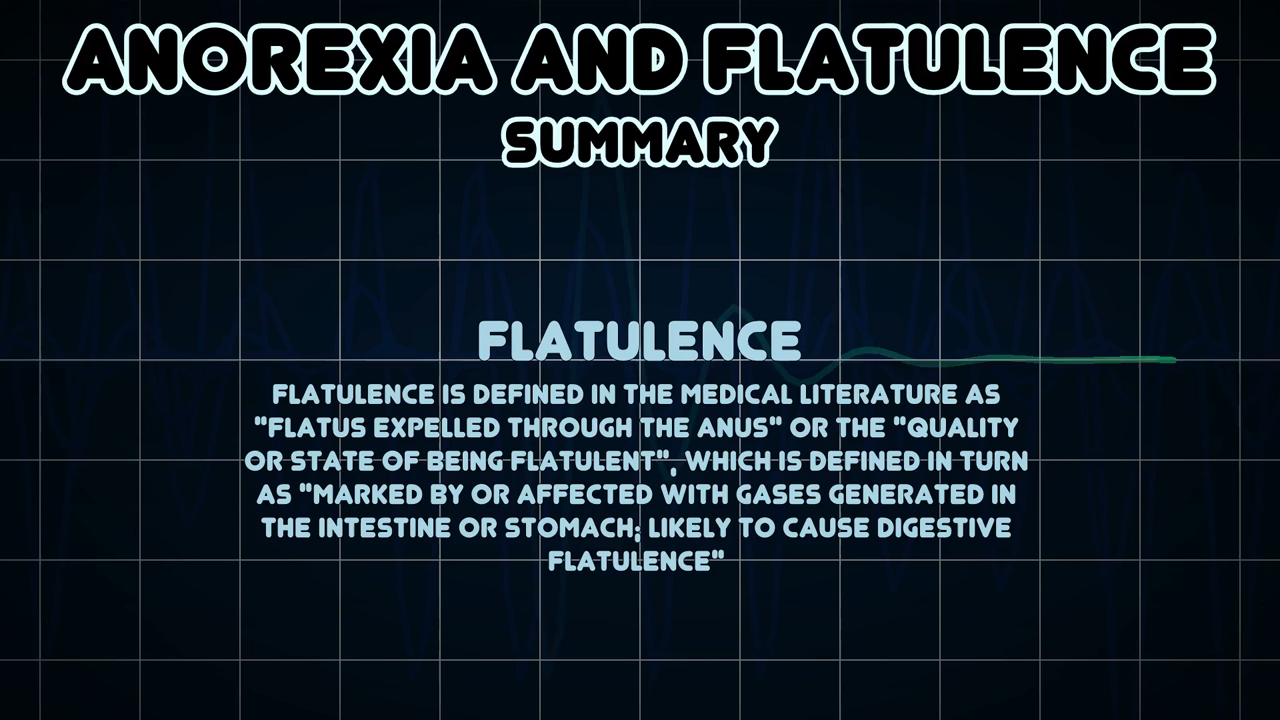 ANOREXIA AND FLATULENCE
SUMMARY
FLATULENCE
FLATULENCE IS DEFINED IN THE MEDICAL LITERATURE AS
"FLATUS EXPELLED THROUGH THE ANUS" OR THE "QUALITY
OR STATE OF BEING FLATULENT", WHICH IS DEFINED IN TURN
AS "MARKED BY OR AFFECTED WITH GASES GENERATED IN
THE INTESTINE OR STOMACH; LIKELY TO CAUSE DIGESTIVE
FLATULENCE"